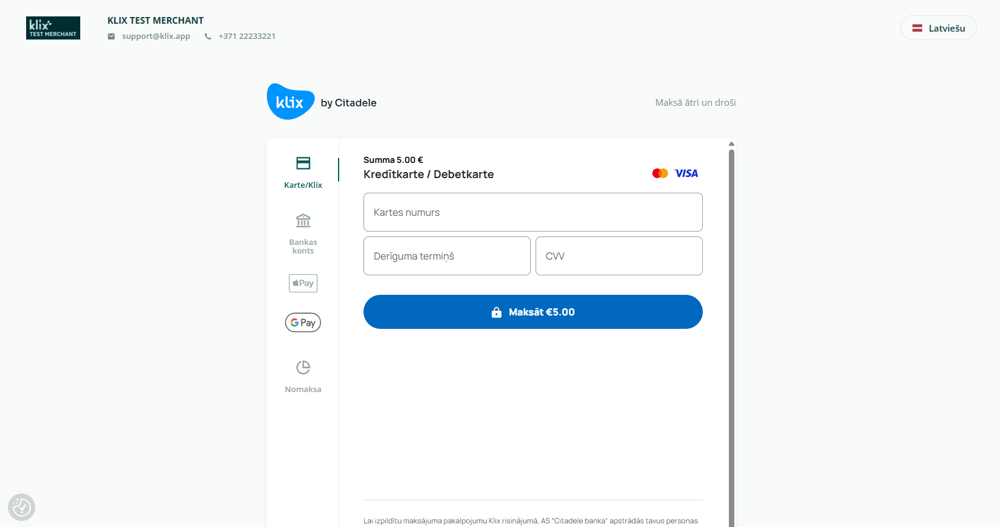 klix
TEST MERCHANT
KLIX TEST MERCHANT
support@klix.app
+371 22233221
Latviešu
klix
by Citadele
Maksā ātri un droši
Karte/Klix
Bankas
konts
Pay
G Pay
Nomaksa
Summa 5.00 €
Kredītkarte / Debetkarte
VISA
Kartes numurs
Derīguma termiņš
CVV
Maksāt €5.00
Lai izpildītu maksājuma pakalpojumu Klix risinājumā, AS “Citadele banka” apstrādās tavus personas